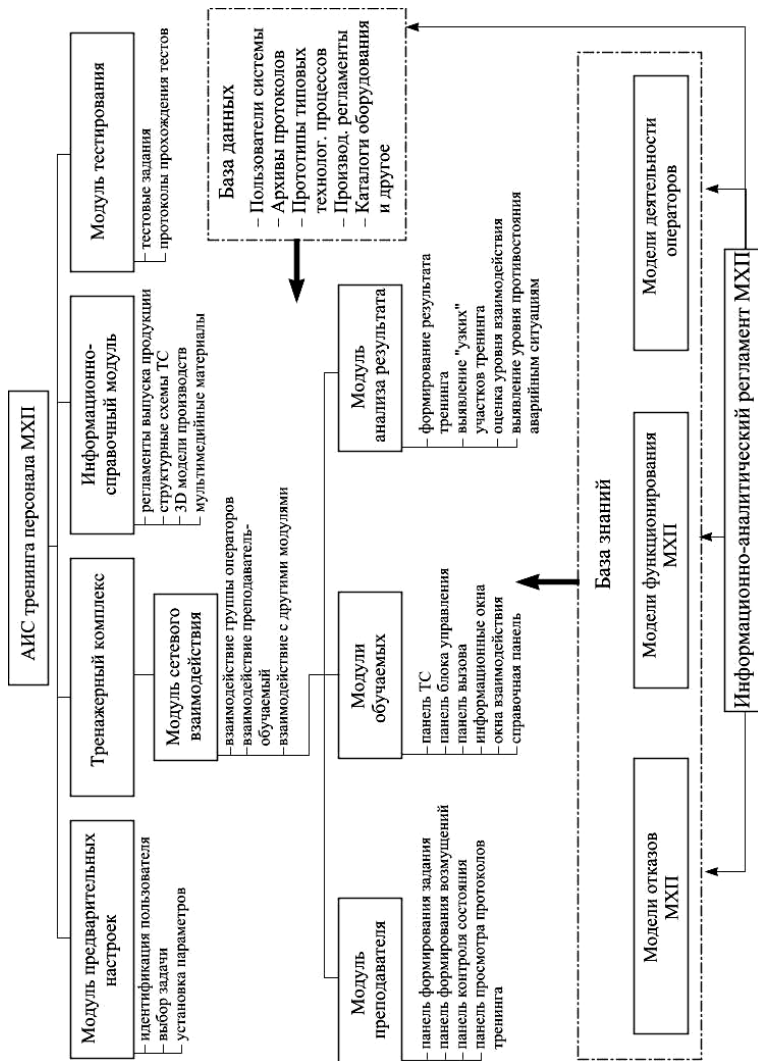 АИС тренинга персонала МХП
Модуль предварительных
настроек
идентификация пользователя
выбор задачи
установка параметров
Тренажерный комплекс
Модуль сетевого
взаимодействия
взаимодействие группы операторов
взаимодействие преподаватель-
обучаемый
взаимодействие с другими модулями
Информационно-
справочный модуль
регламенты выпуска продукции
структурные схемы ТС
3D модели производств
мультимедийные материалы
Модуль тестирования
тестовые задания
протоколы прохождения тестов
Модуль
преподавателя
панель формирования задания
панель формирования возмущений
панель контроля состояния
панель просмотра протоколов
тренинга
Модули
обучаемых
панель ТС
панель блока управления
панель вызова
информационные окна
окна взаимодействия
справочная панель
Модуль
анализа результата
формирование результата
тренинга
выявление "узких"
участков тренинга
оценка уровня взаимодействия
выявление уровня противостояния
аварийным ситуациям
База данных
Пользователи системы
Архивы протоколов
Прототипы типовых
технолог. процессов
Производ. регламенты
Каталоги оборудования
и другое
База знаний
Модели отказов
МХП
Модели функционирования
МХП
Модели деятельности
операторов
Информационно-аналитический регламент МХП